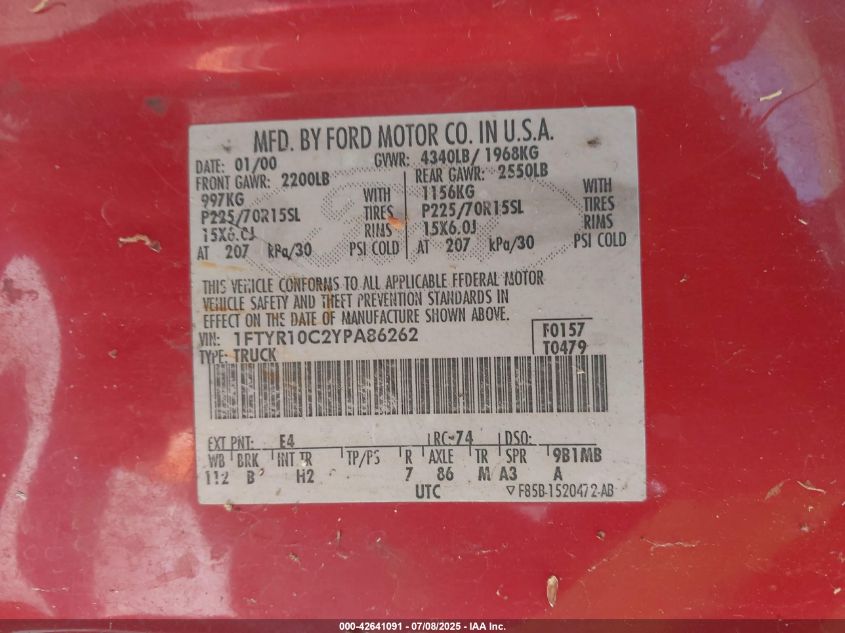 MFD. BY FORD MOTOR CO. IN U.S.A.
DATE: 01/00 GVWR: 4340LB/ 1968KG
FRONT GAWR: 2200LB REAR GAWR: 2550LB
997KG WITH 1156KG WITH
P225/70R15SL TIRES P225/70R15SL TIRES
15X6.0J RIMS 15X6.0J RIMS
AT 207 kPa/30 PSI COLD AT 207 kPa/30 PSI COLD
THIS VEHICLE CONFORMS TO ALL APPLICABLE FEDERAL MOTOR
VEHICLE SAFETY AND THEFT PREVENTION STANDARDS IN
EFFECT ON THE DATE OF MANUFACTURE SHOWN ABOVE.
VIN: 1FTYR10C2YPA86262 F0157
TYPE: TRUCK T0479
EXT PNT: E4 RC:74 DSO:
WB BRK INT TR TP/PS R AXLE TR SPR 9B1MB
112 B H2 7 86 M A3 A
UTC ▽F85B-1520472-AB
000-42641091 - 07/08/2025 - IAA Inc.